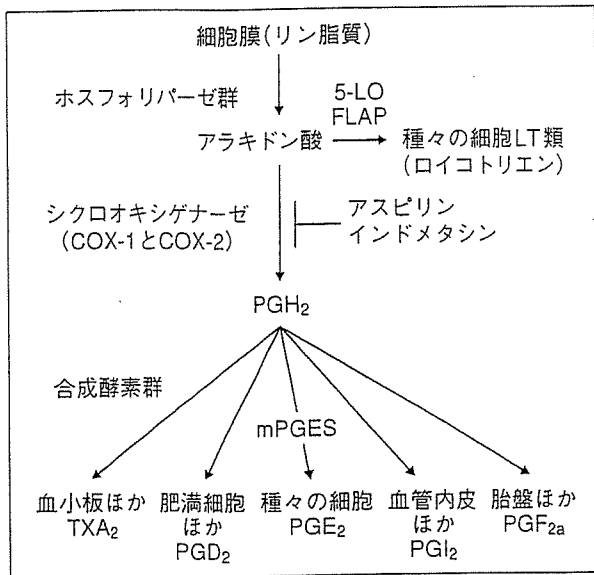 細胞膜(リン脂質)
ホスフォリパーゼ群
5-LO
FLAP
アラキドン酸
種々の細胞LT類
(ロイコトリエン)
シクロオキシゲナーゼ
(COX-1とCOX-2)
アスピリン
インドメタシン
PGH₂
合成酵素群
mPGES
血小板ほか
TXA₂
肥満細胞
ほか
PGD₂
種々の細胞
PGE₂
血管内皮
ほか
PGI₂
胎盤ほか
PGF₂a